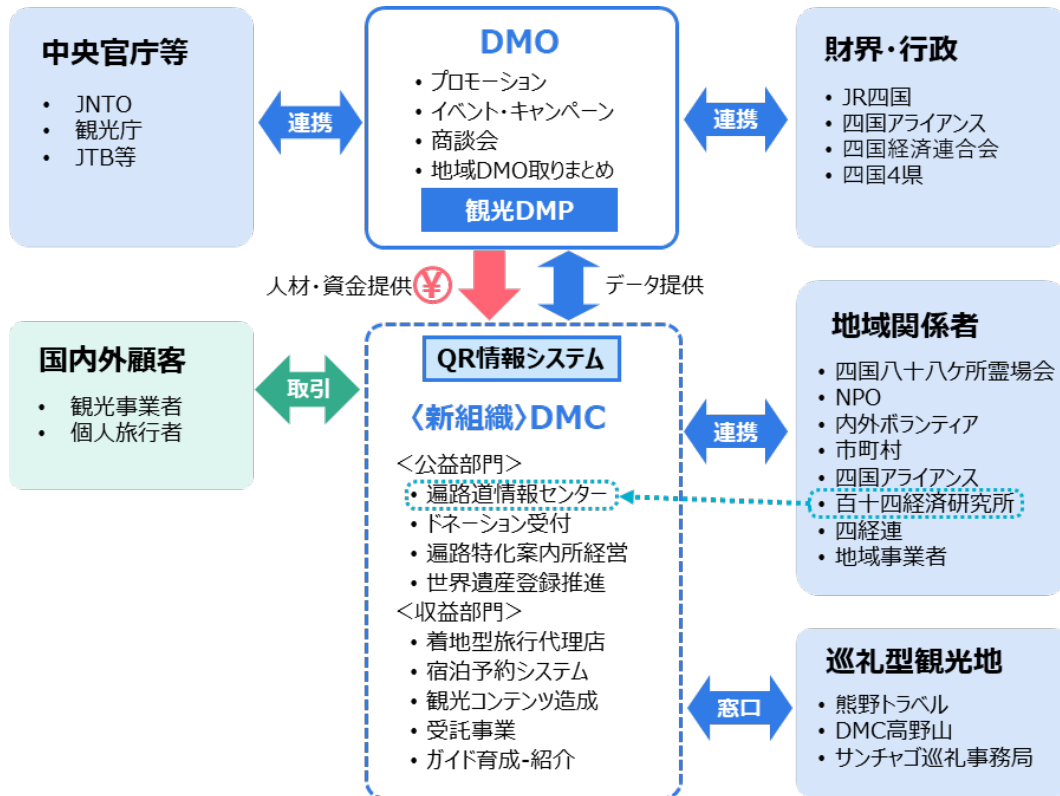 中央官庁等
• JNTO
• 観光庁
• JTB等
連携
DMO
• プロモーション
• イベント・キャンペーン
• 商談会
• 地域DMO取りまとめ
観光DMP
連携
財界・行政
• JR四国
• 四国アライアンス
• 四国経済連合会
• 四国4県
人材・資金提供 ¥
データ提供
国内外顧客
• 観光事業者
• 個人旅行者
取引
QR情報システム
〈新組織〉DMC
＜公益部門＞
• 遍路道情報センター
• ドネーション受付
• 遍路特化案内所経営
• 世界遺産登録推進
＜収益部門＞
• 着地型旅行代理店
• 宿泊予約システム
• 観光コンテンツ造成
• 受託事業
• ガイド育成-紹介
連携
地域関係者
• 四国八十八ケ所霊場会
• NPO
• 内外ボランティア
• 市町村
• 四国アライアンス
• 百十四経済研究所
• 四経連
• 地域事業者
窓口
巡礼型観光地
• 熊野トラベル
• DMC高野山
• サンチャゴ巡礼事務局